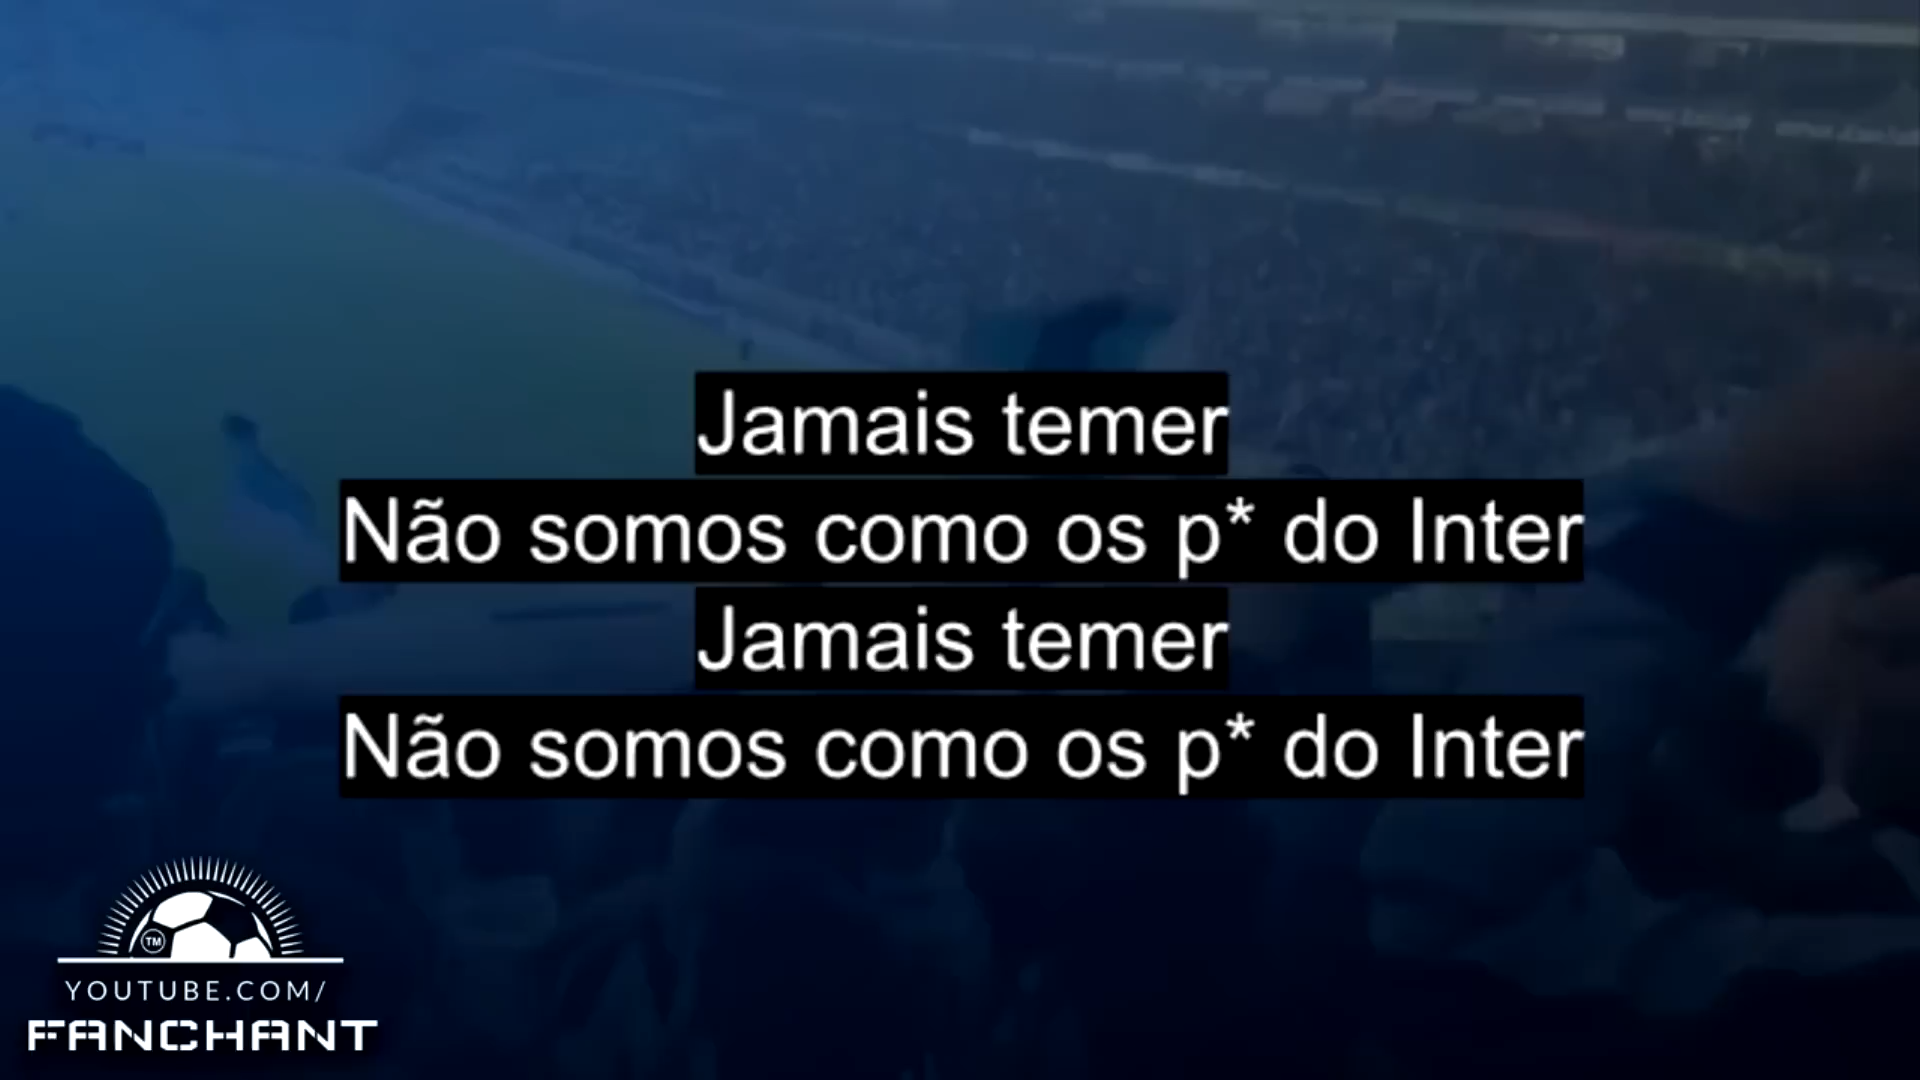 Jamais temer
Não somos como os p* do Inter
Jamais temer
Não somos como os p* do Inter
TM
YOUTUBE.COM/
FANCHANT